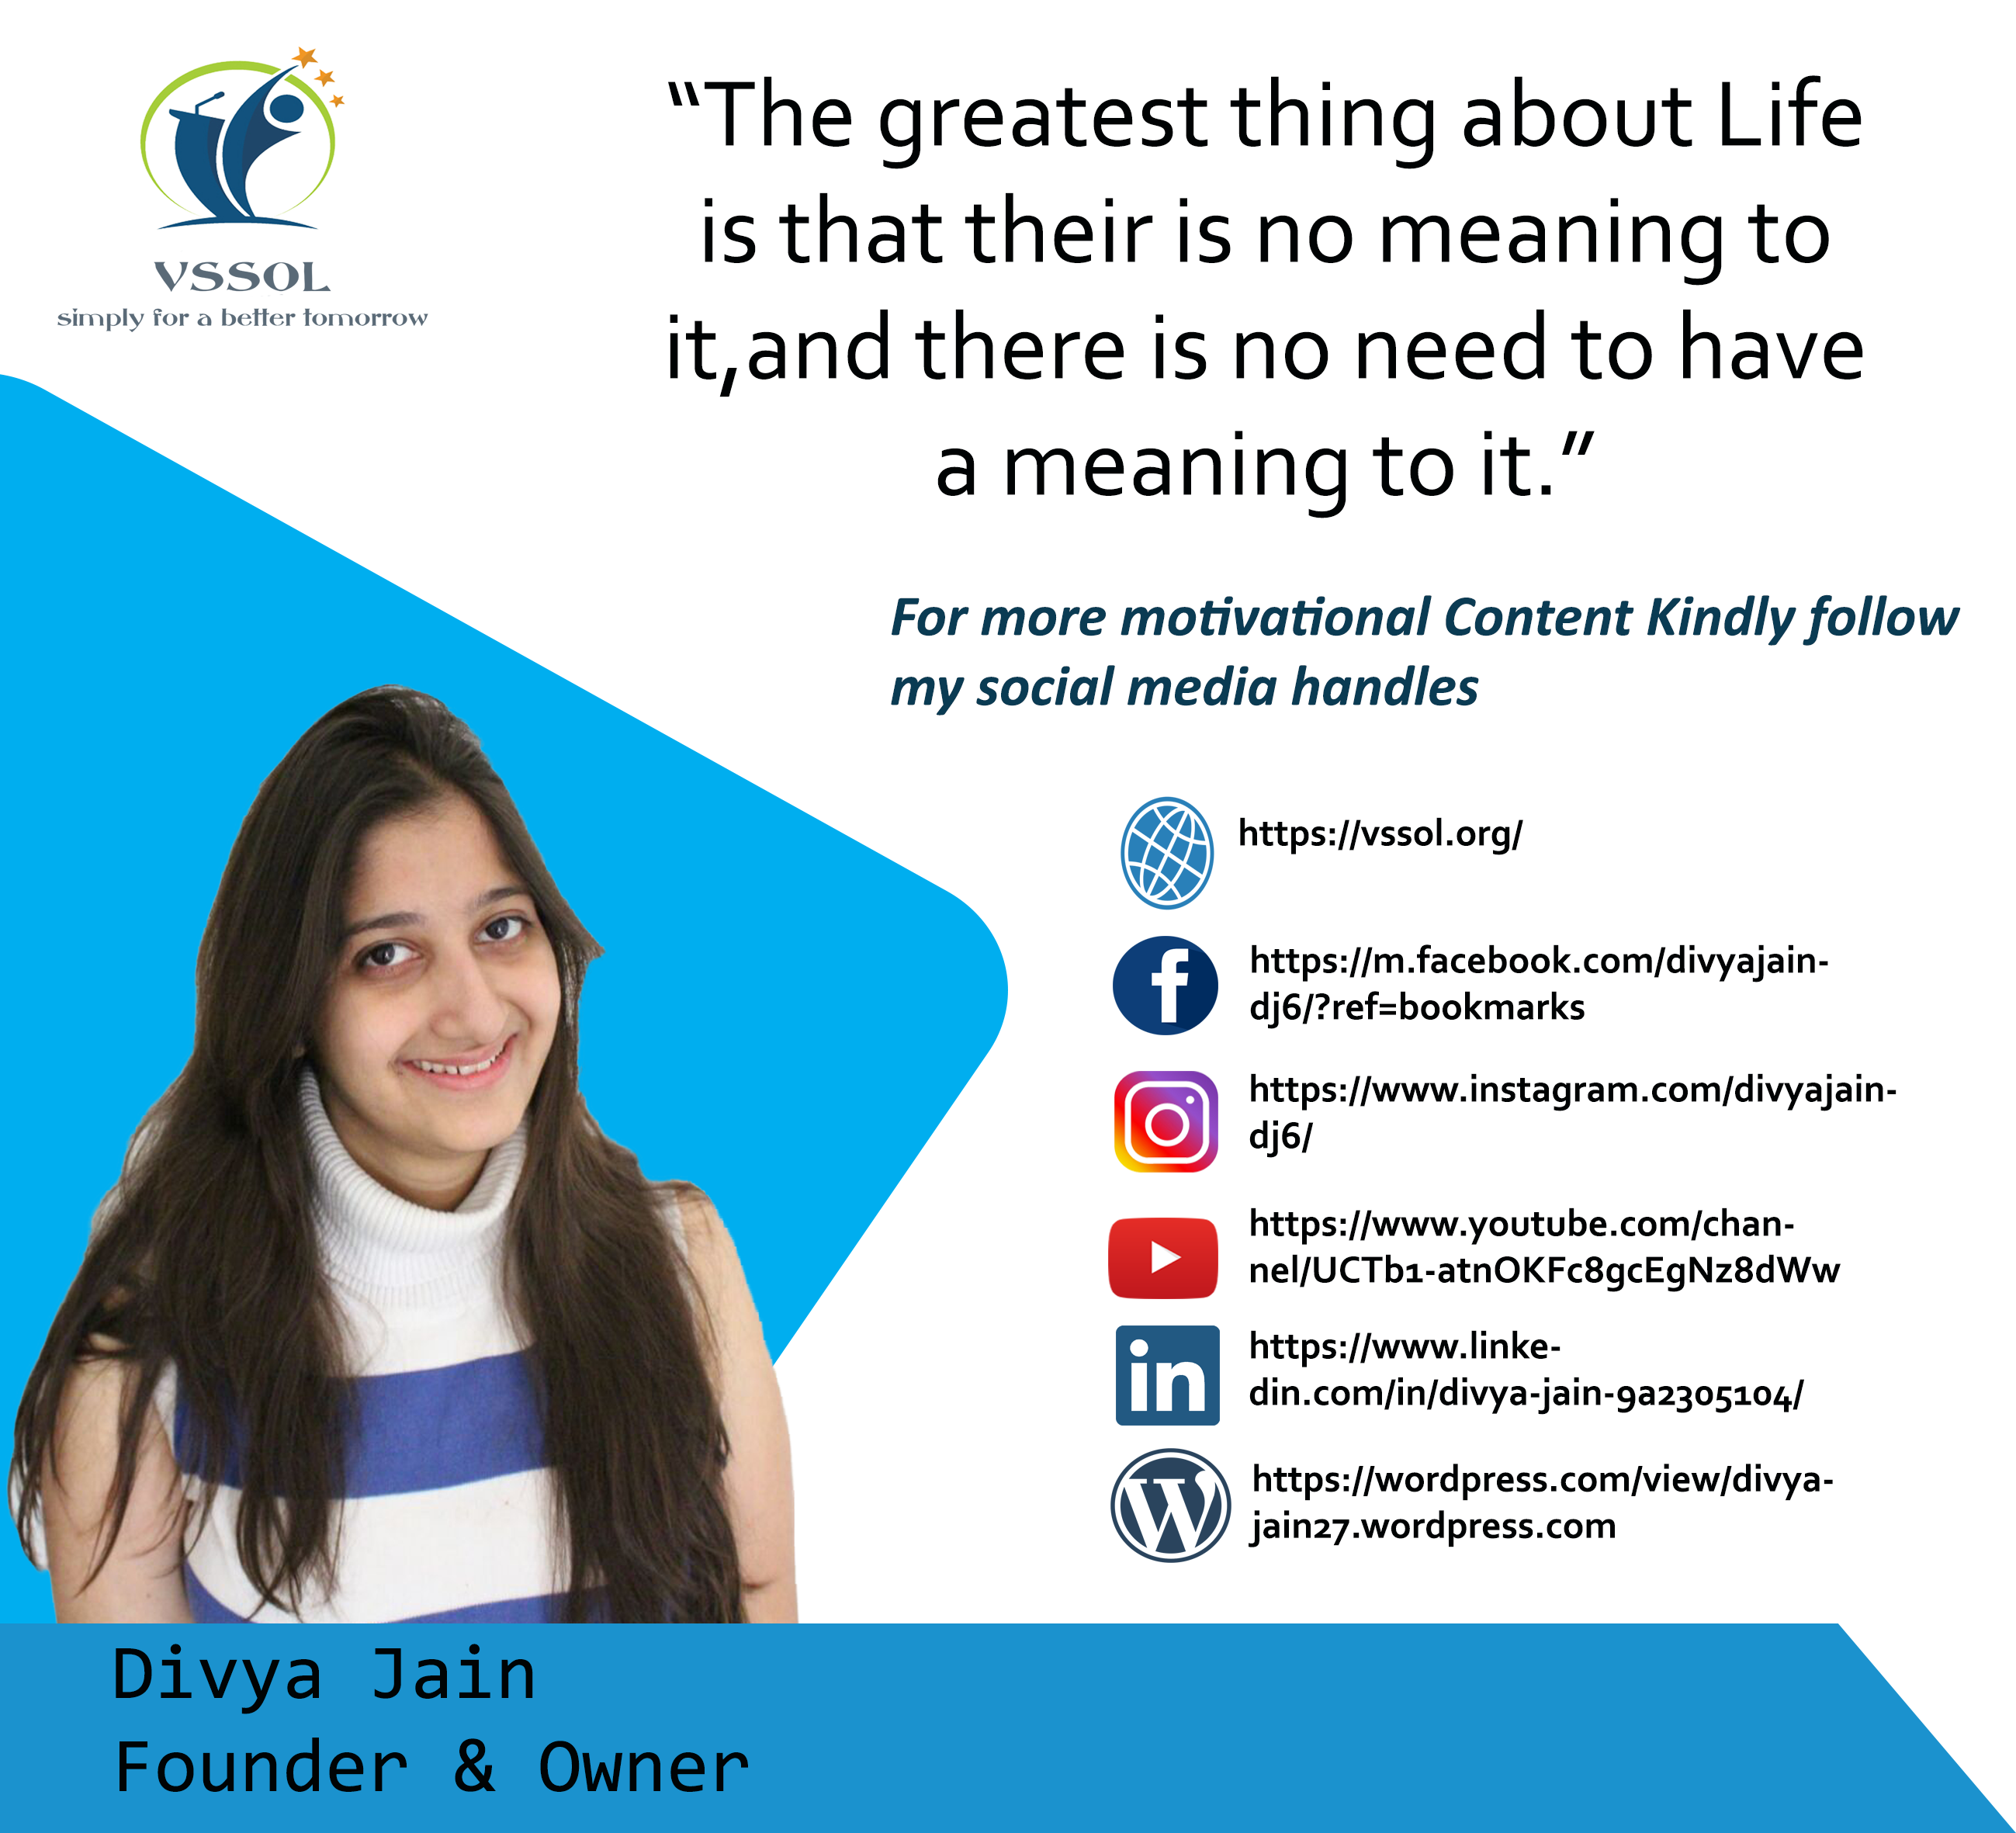 VSSOL
simply for a better tomorrow
“The greatest thing about Life
is that their is no meaning to
it,and there is no need to have
a meaning to it.”
For more motivational Content Kindly follow
my social media handles
https://vssol.org/
https://m.facebook.com/divyajain-
dj6/?ref=bookmarks
https://www.instagram.com/divyajain-
dj6/
https://www.youtube.com/chan-
nel/UCTb1-atnOKFc8gcEgNz8dWw
https://www.linke-
din.com/in/divya-jain-9a2305104/
https://wordpress.com/view/divya-
jain27.wordpress.com
Divya Jain
Founder & Owner